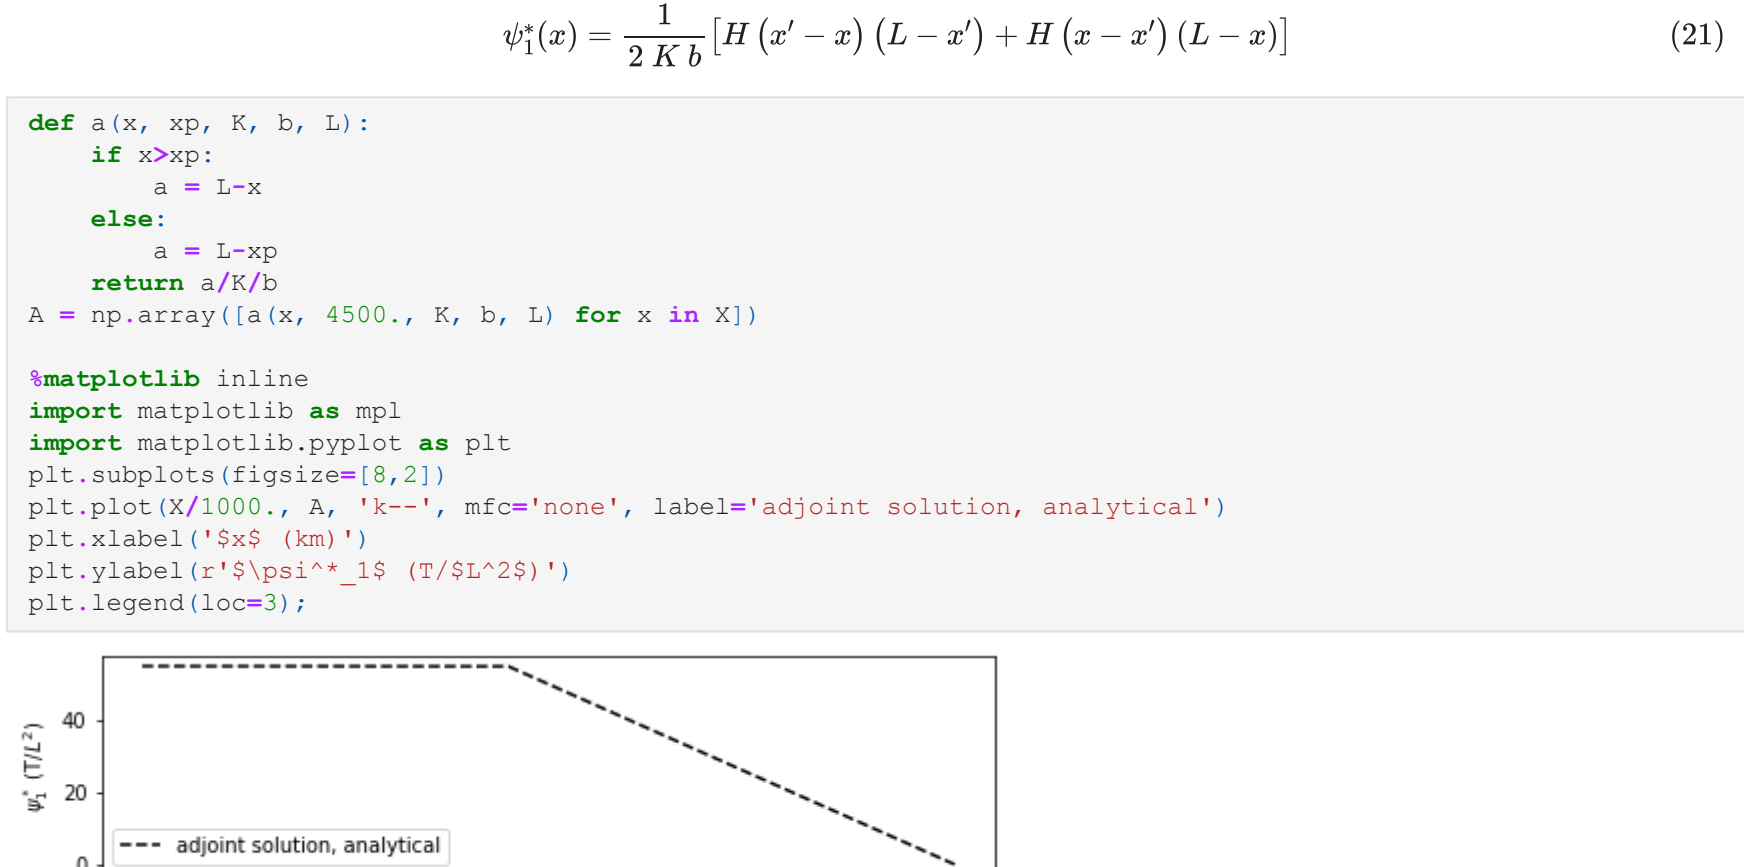 ψ₁*(x) = 1/(2 K b) [H (x′ − x) (L − x′) + H (x − x′) (L − x)] (21)
def a(x, xp, K, b, L):
    if x>xp:
        a = L-x
    else:
        a = L-xp
    return a/K/b
A = np.array([a(x, 4500., K, b, L) for x in X])
%matplotlib inline
import matplotlib as mpl
import matplotlib.pyplot as plt
plt.subplots(figsize=[8,2])
plt.plot(X/1000., A, 'k--', mfc='none', label='adjoint solution, analytical')
plt.xlabel('$x$ (km)')
plt.ylabel(r'$\psi^*_1$ (T/$L^2$)')
plt.legend(loc=3);
40
ψ₁* (T/L²)
20
adjoint solution, analytical
0